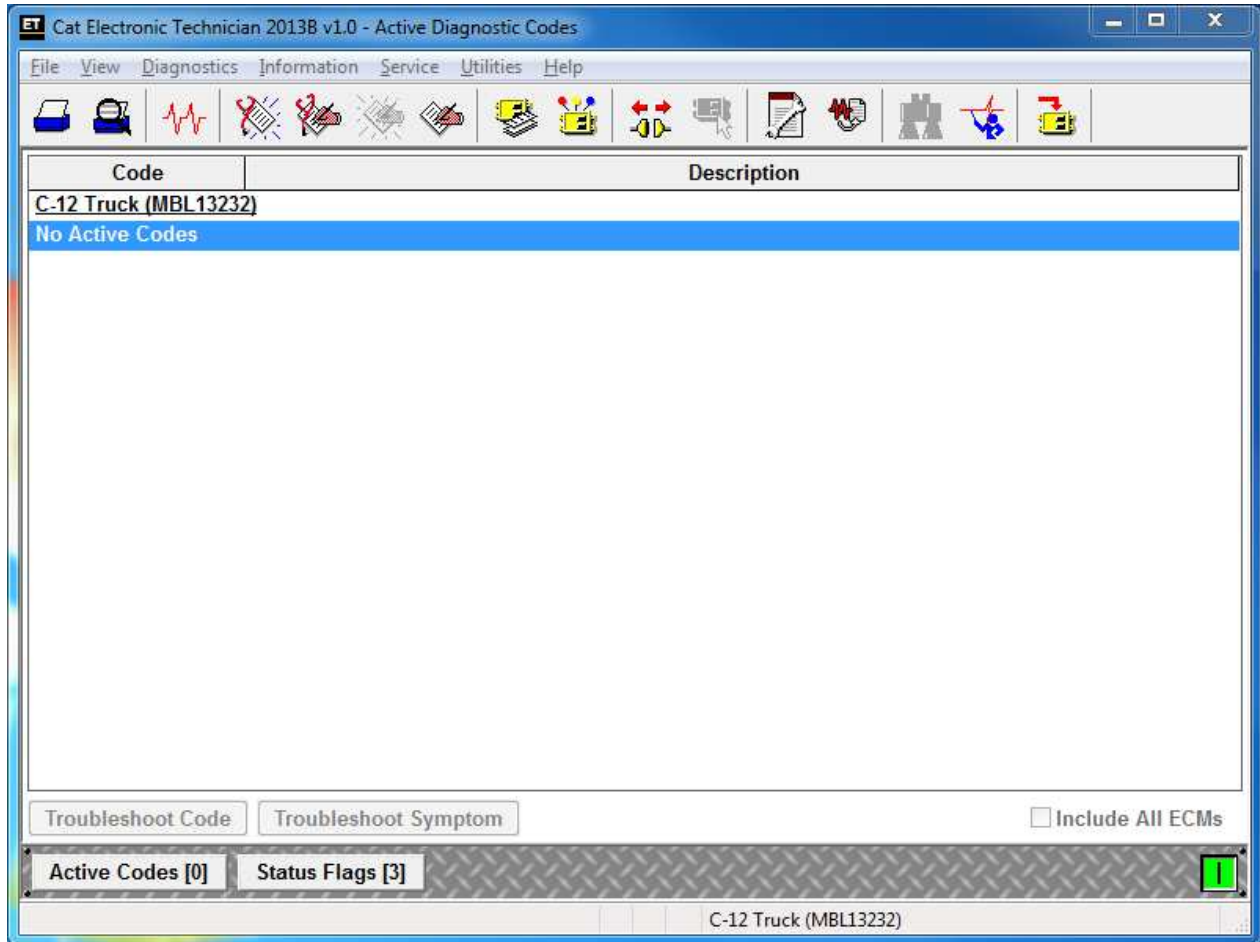 ET Cat Electronic Technician 2013B v1.0 - Active Diagnostic Codes
File View Diagnostics Information Service Utilities Help
Code Description
C-12 Truck (MBL13232)
No Active Codes
Troubleshoot Code Troubleshoot Symptom Include All ECMs
Active Codes [0] Status Flags [3]
C-12 Truck (MBL13232)